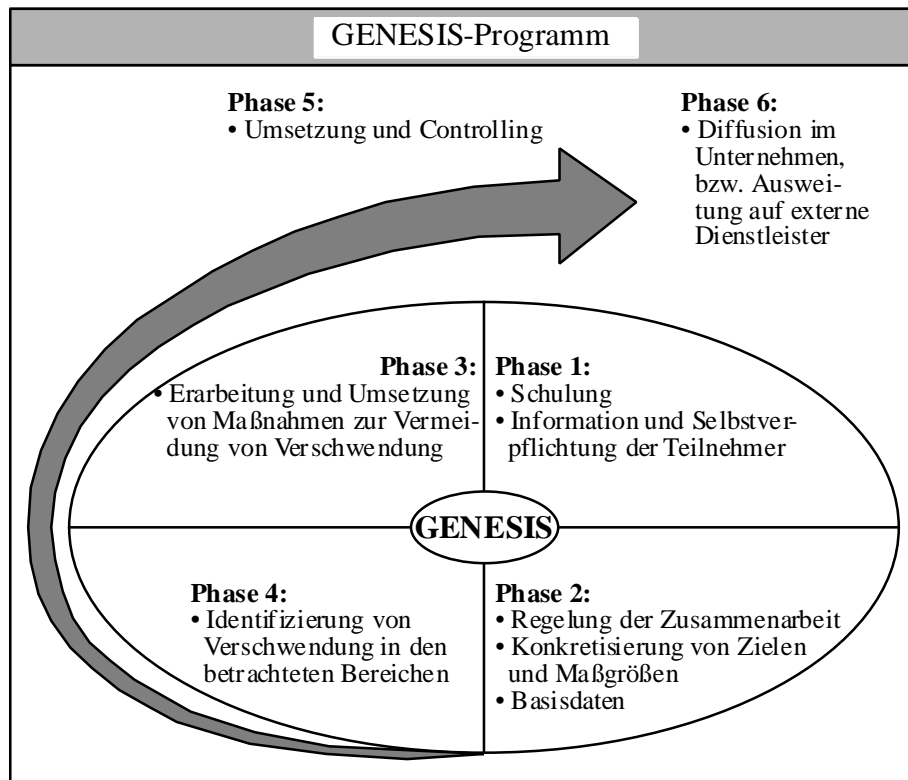 GENESIS-Programm
Phase 5:
• Umsetzung und Controlling
Phase 6:
• Diffusion im
Unternehmen,
bzw. Auswei-
tung auf externe
Dienstleister
Phase 3:
• Erarbeitung und Umsetzung
von Maßnahmen zur Vermei-
dung von Verschwendung
Phase 1:
• Schulung
• Information und Selbstver-
pflichtung der Teilnehmer
GENESIS
Phase 4:
• Identifizierung von
Verschwendung in den
betrachteten Bereichen
Phase 2:
• Regelung der Zusammenarbeit
• Konkretisierung von Zielen
und Maßgrößen
• Basisdaten